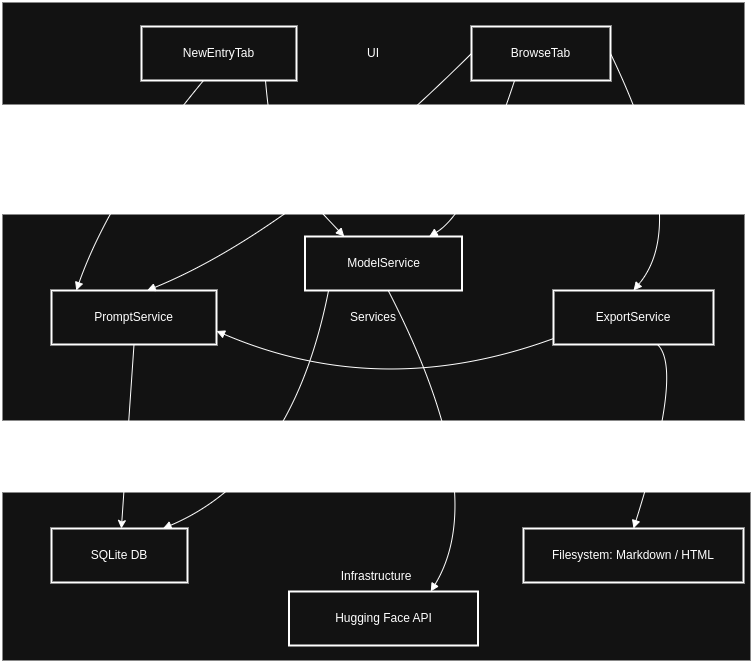 NewEntryTab
UI
BrowseTab
ModelService
PromptService
Services
ExportService
SQLite DB
Filesystem: Markdown / HTML
Infrastructure
Hugging Face API